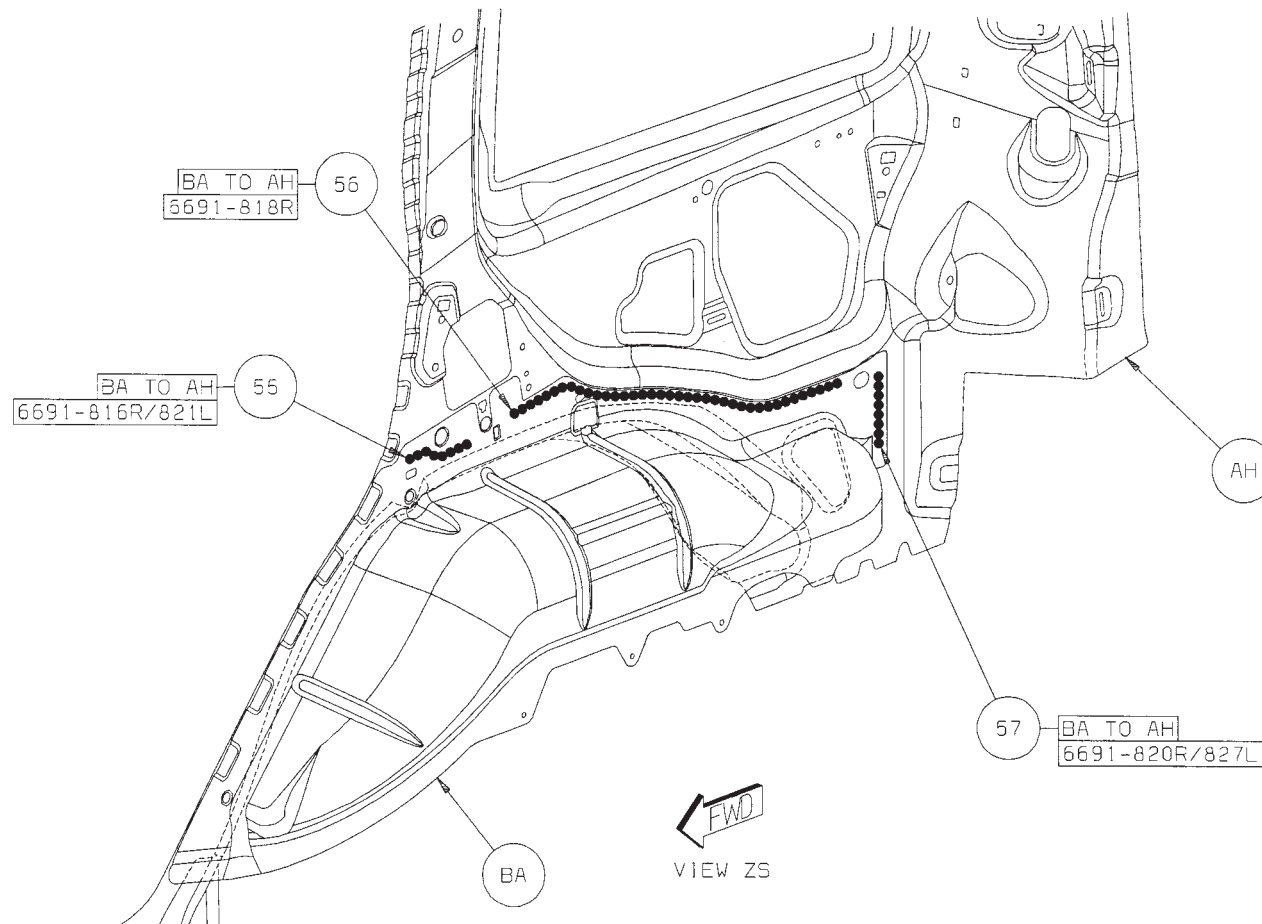 BA TO AH
6691-818R
56
BA TO AH
6691-816R/821L
55
AH
57
BA TO AH
6691-820R/827L
FWD
BA
VIEW ZS